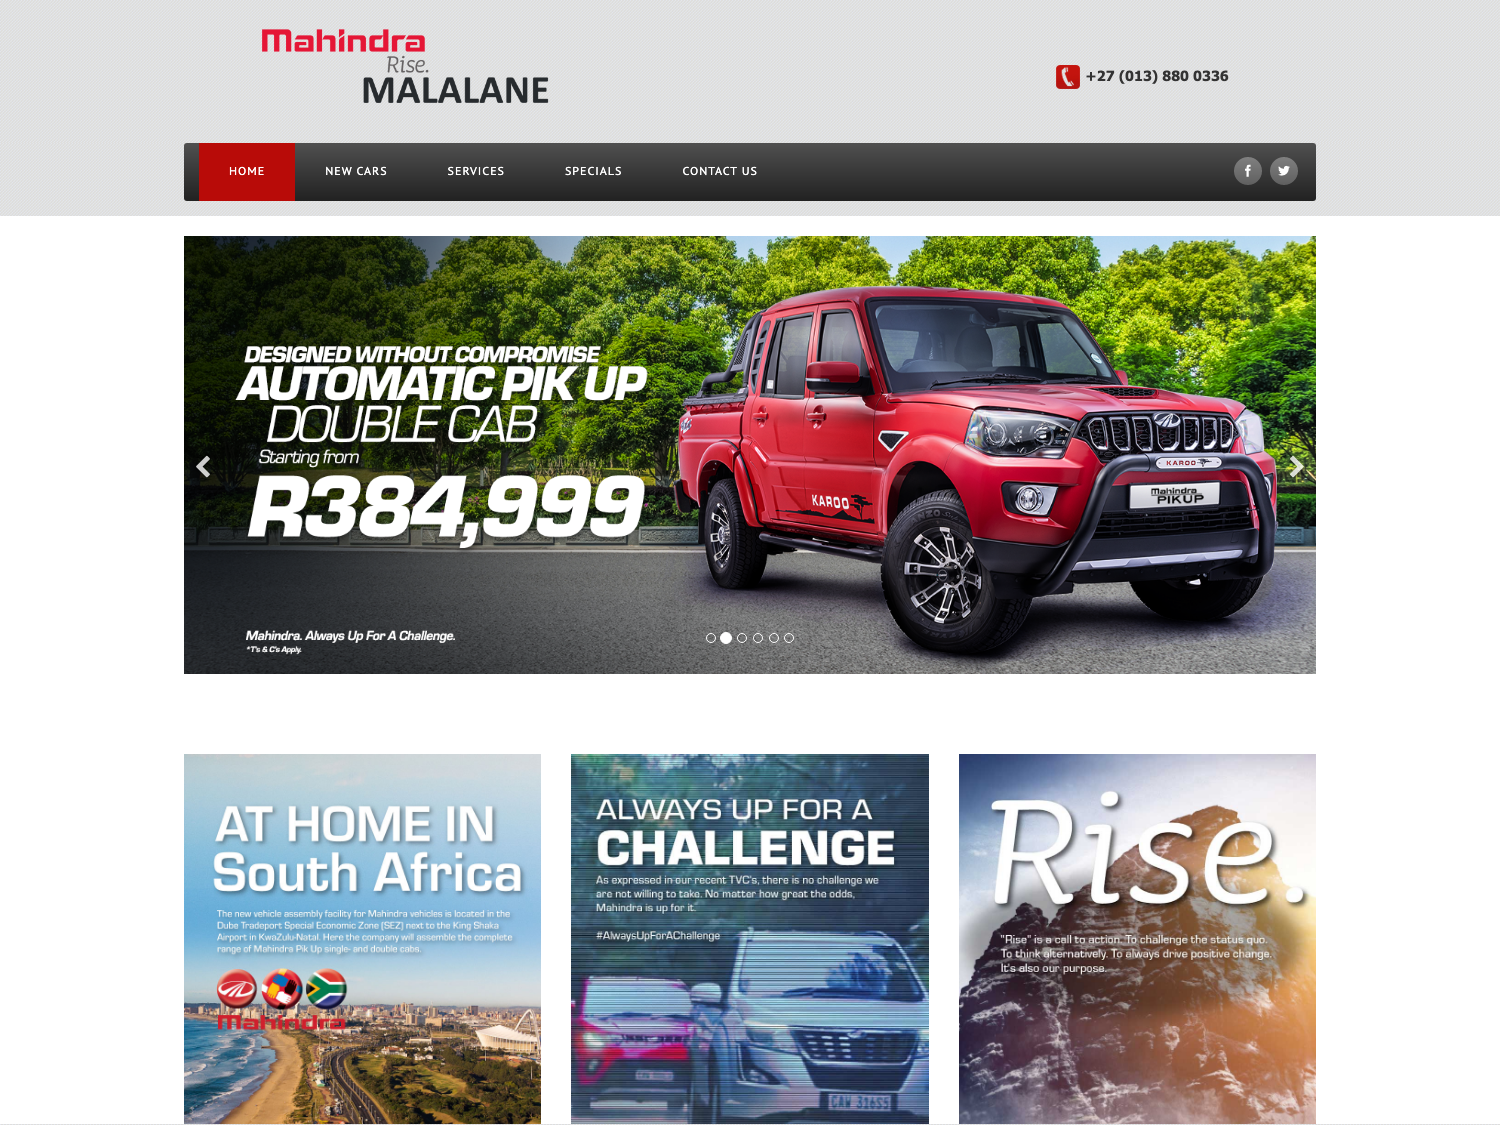 Mahindra
Rise.
MALALANE
+27 (013) 880 0336
HOME
NEW CARS
SERVICES
SPECIALS
CONTACT US
DESIGNED WITHOUT COMPROMISE
AUTOMATIC PIK UP
DOUBLE CAB
Starting from
R384,999
Mahindra. Always Up For A Challenge.
*T's & C's Apply.
KAROO
KAROO
Mahindra
PIKUP
AT HOME IN
South Africa
The new vehicle assembly facility for Mahindra vehicles is located in the
Dube Tradeport Special Economic Zone (SEZ) next to the King Shaka
Airport in KwaZulu-Natal. Here the company will assemble the complete
range of Mahindra Pik Up single- and double cabs.
Mahindra
ALWAYS UP FOR A
CHALLENGE
As expressed in our recent TVC's, there is no challenge we
are not willing to take. No matter how great the odds,
Mahindra is up for it.
#AlwaysUpForAChallenge
Rise.
"Rise" is a call to action. To challenge the status quo.
To think alternatively. To always drive positive change.
It's also our purpose.